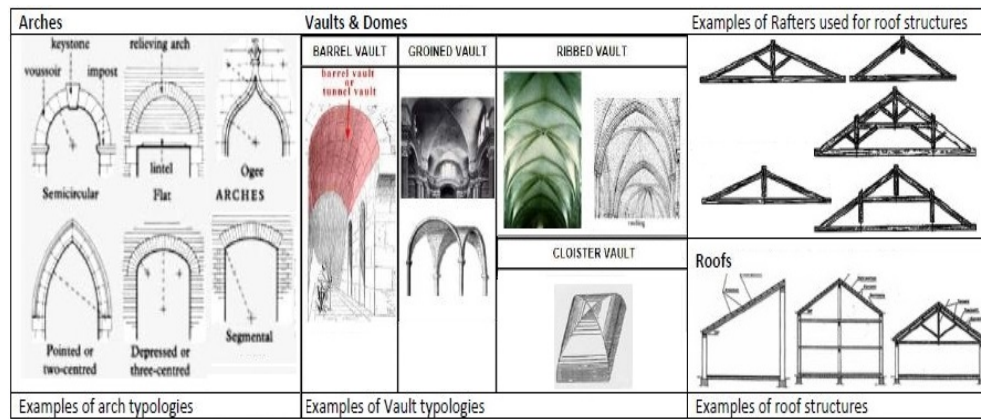 Arches
Vaults & Domes
Examples of Rafters used for roof structures
keystone
relieving arch
voussoir
impost
lintel
Semicircular
Flat
Ogee
ARCHES
Pointed or
two-centred
Depressed or
three-centred
Segmental
BARREL VAULT
GROINED VAULT
RIBBED VAULT
barrel vault
or
tunnel vault
CLOISTER VAULT
Roofs
Examples of arch typologies
Examples of Vault typologies
Examples of roof structures